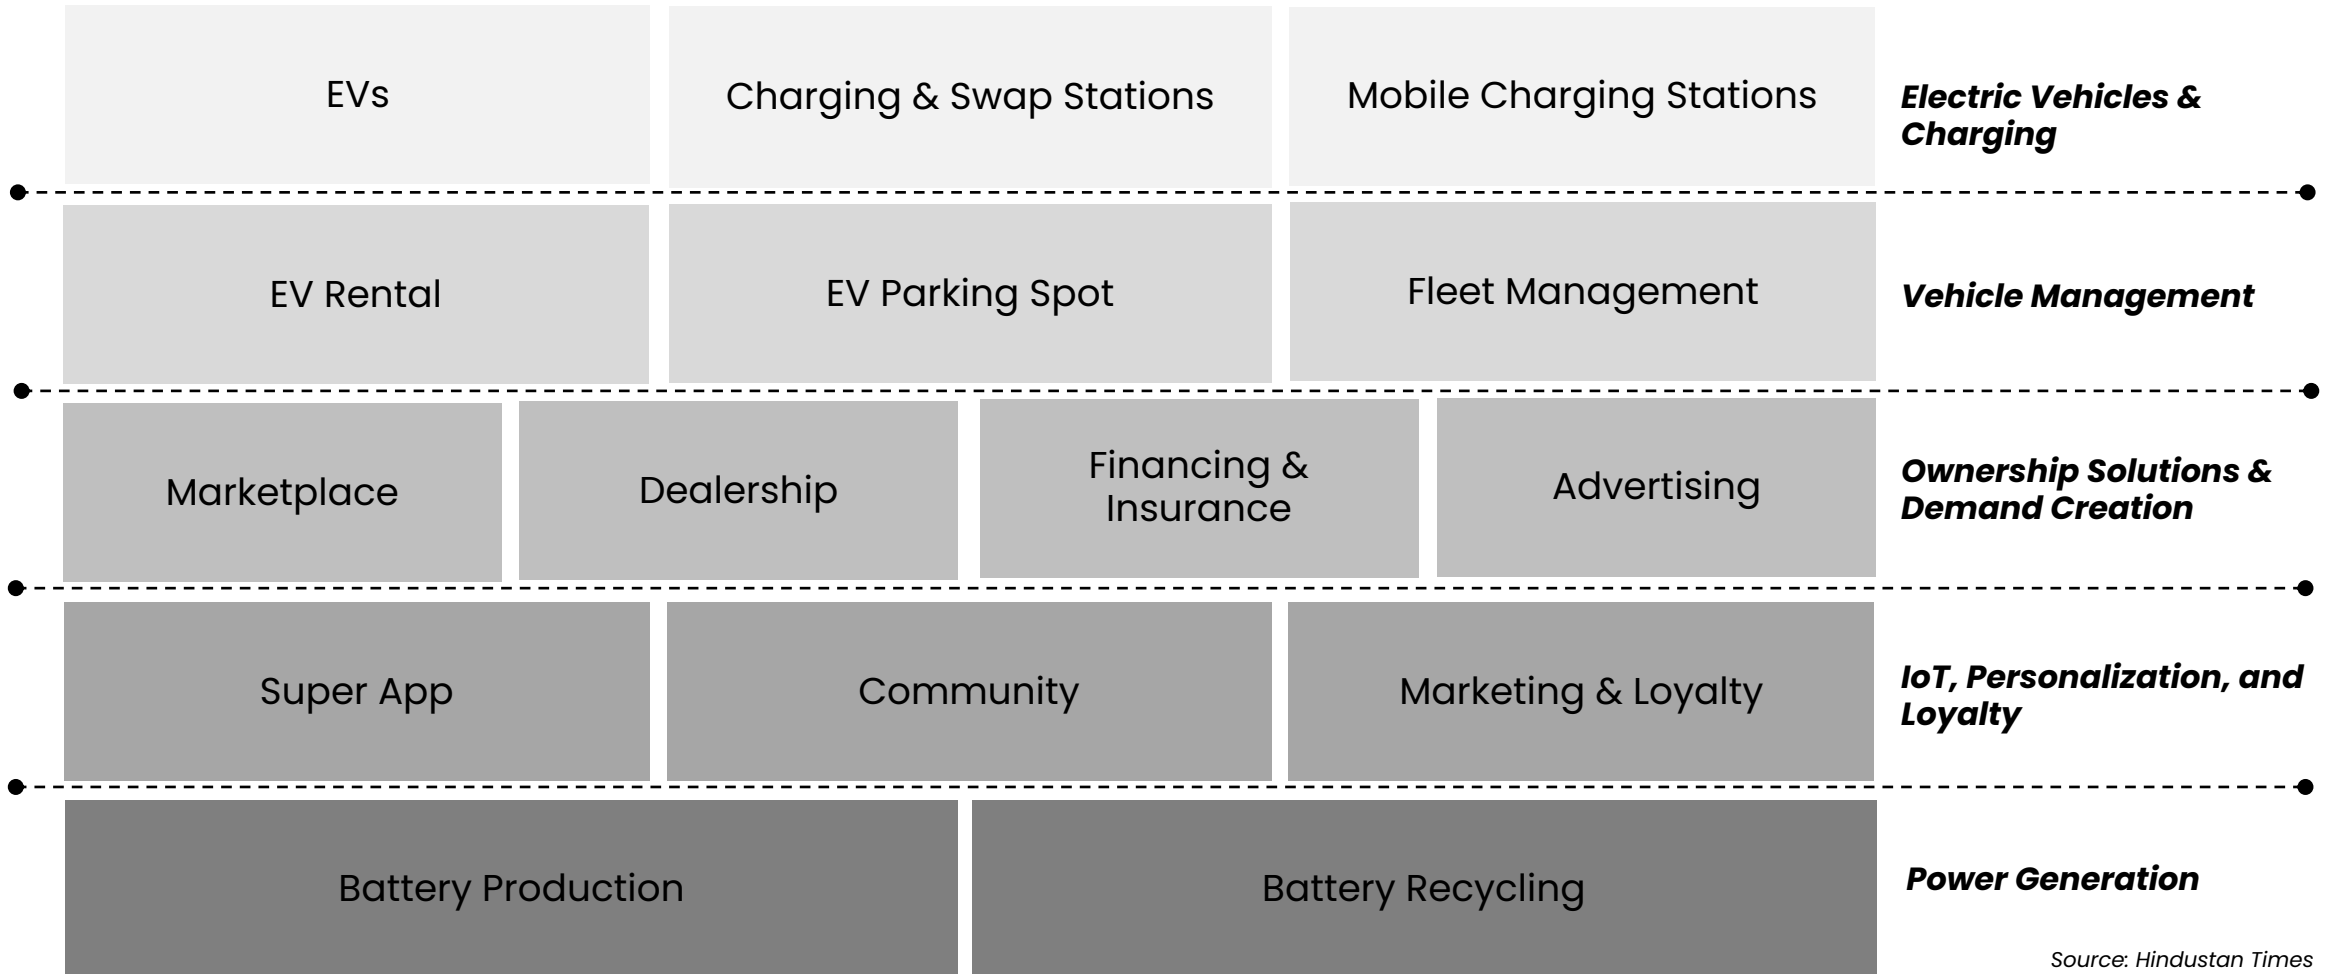 EVs
Charging & Swap Stations
Mobile Charging Stations
Electric Vehicles &
Charging
EV Rental
EV Parking Spot
Fleet Management
Vehicle Management
Marketplace
Dealership
Financing &
Insurance
Advertising
Ownership Solutions &
Demand Creation
Super App
Community
Marketing & Loyalty
IoT, Personalization, and
Loyalty
Battery Production
Battery Recycling
Power Generation
Source: Hindustan Times